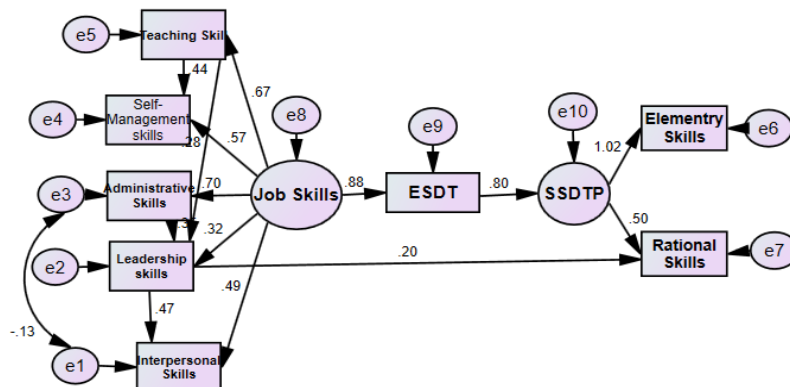 e5
Teaching Skil
.44
Self-
Management
skills
e4
.28
.67
.57
e8
e9
e10
Elementry
Skills
e6
1.02
e3
Administrative
Skills
.70
Job Skills
.88
ESDT
.80
SSDTP
.3
.32
.50
e2
Leadership
skills
.20
Rational
Skills
e7
.49
.47
-.13
e1
Interpersonal
Skills